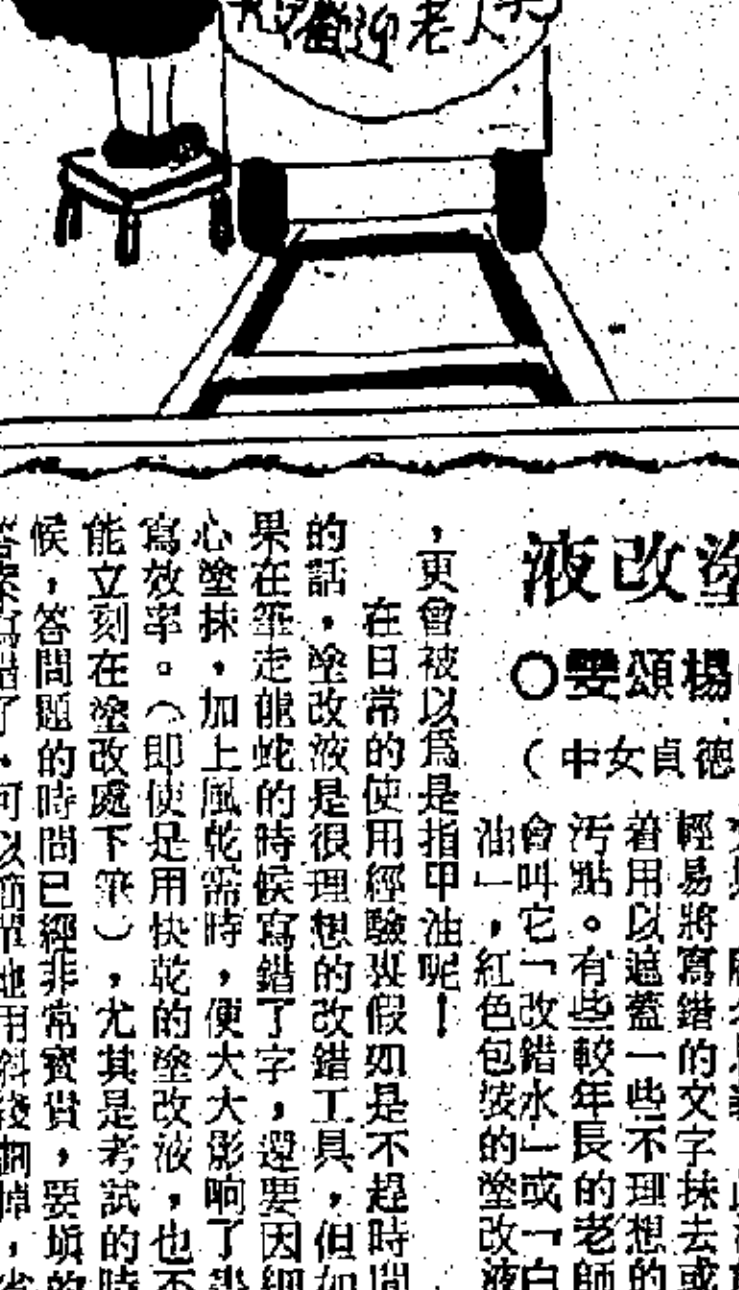 歡迎老人
塗改液
楊頌嬰○
德貞女中（
輕易將寫錯的文字抹去或
着用以遮蓋一些不理想的
汚點。有些較年長的老師
會叫它「改錯水」或「白
油」，紅色包裝的塗改液
，更曾被以爲是指甲油呢！
在日常的使用經驗裏假如是不趕時間
的話，塗改液是很理想的改錯工具，但如
果在筆走龍蛇的時候寫錯了字，還要因細
心塗抹，加上風乾需時，便大大影响了書
寫效率。（即使是用快乾的塗改液，也不
能立刻在塗改處下筆），尤其是考試的時
候，答問題的時間已經非常寶貴，要塡的
答案寫錯了，可以簡單地用斜綫刪掉，省